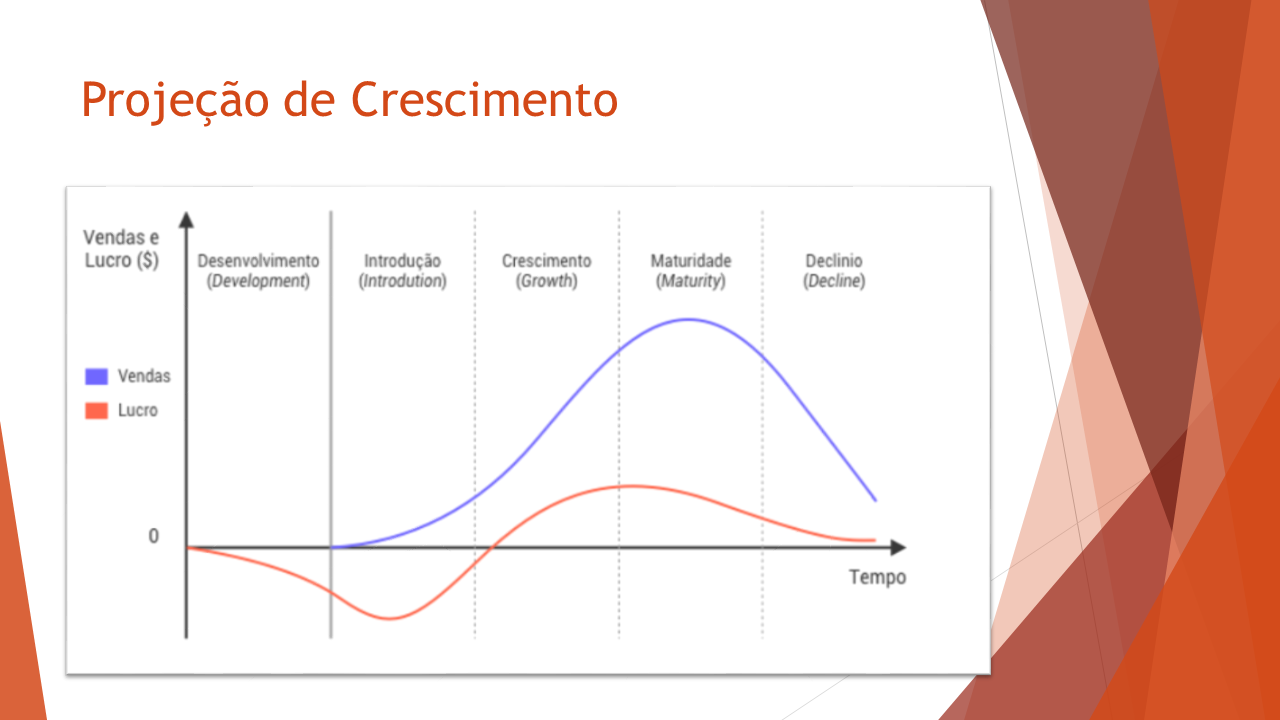 Projeção de Crescimento
Vendas e
Lucro ($)
Desenvolvimento
(Development)
Introdução
(Introdution)
Crescimento
(Growth)
Maturidade
(Maturity)
Declinio
(Decline)
Vendas
Lucro
0
Tempo